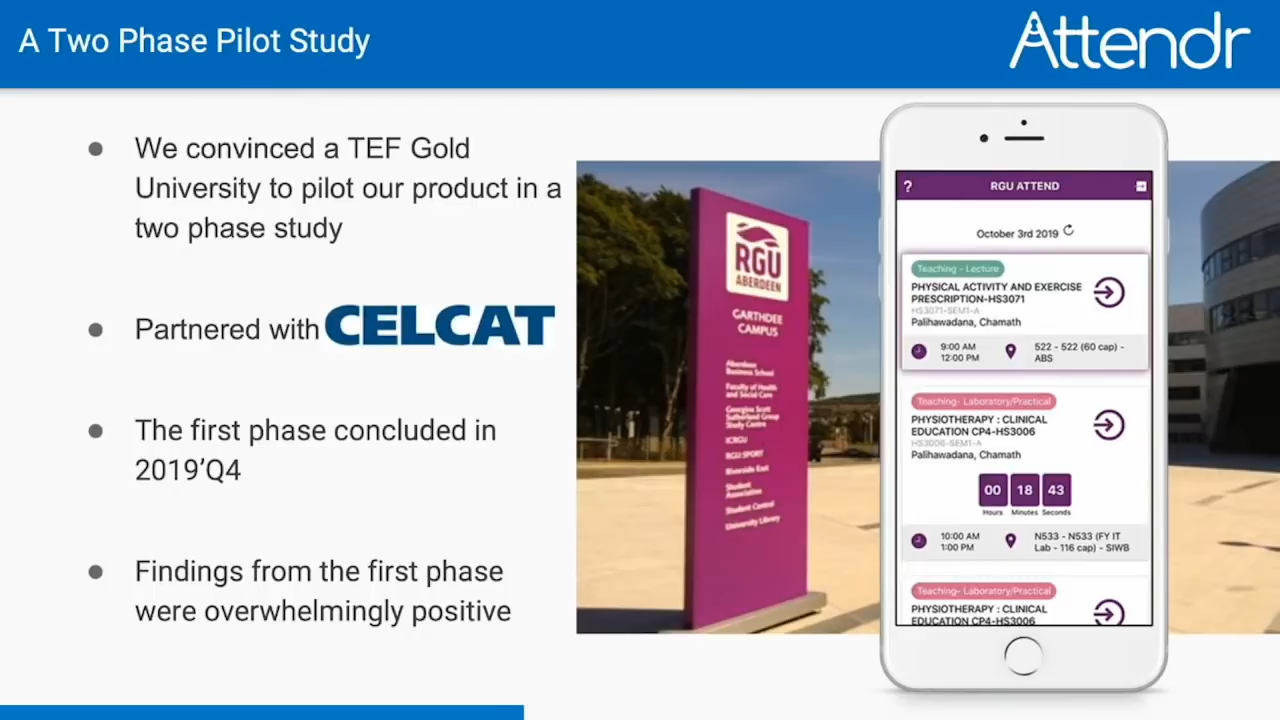 A Two Phase Pilot Study
Attendr
We convinced a TEF Gold
University to pilot our product in a
two phase study
Partnered with CELCAT
The first phase concluded in
2019'Q4
Findings from the first phase
were overwhelmingly positive
RGU
ABERDEEN
GARTHDEE
CAMPUS
Aberdeen
Business School
Faculty of Health
and Social Care
Georgina Scott
Sutherland Group
Study Centre
ICRGU
RGU:SPORT
Riverside East
Student
Association
Student Central
University Library
? RGU ATTEND
October 3rd 2019
Teaching - Lecture
PHYSICAL ACTIVITY AND EXERCISE
PRESCRIPTION-HS3071
HS3071-SEM1-A
Palihawadana, Chamath
9:00 AM
12:00 PM
522 - 522 (60 cap) -
ABS
Teaching- Laboratory/Practical
PHYSIOTHERAPY : CLINICAL
EDUCATION CP4-HS3006
HS3006-SEM1-A
Palihawadana, Chamath
00 18 43
Hours Minutes Seconds
10:00 AM
1:00 PM
N533 - N533 (FY IT
Lab - 116 cap) - SIWB
Teaching- Laboratory/Practical
PHYSIOTHERAPY : CLINICAL
EDUCATION CP4-HS3006